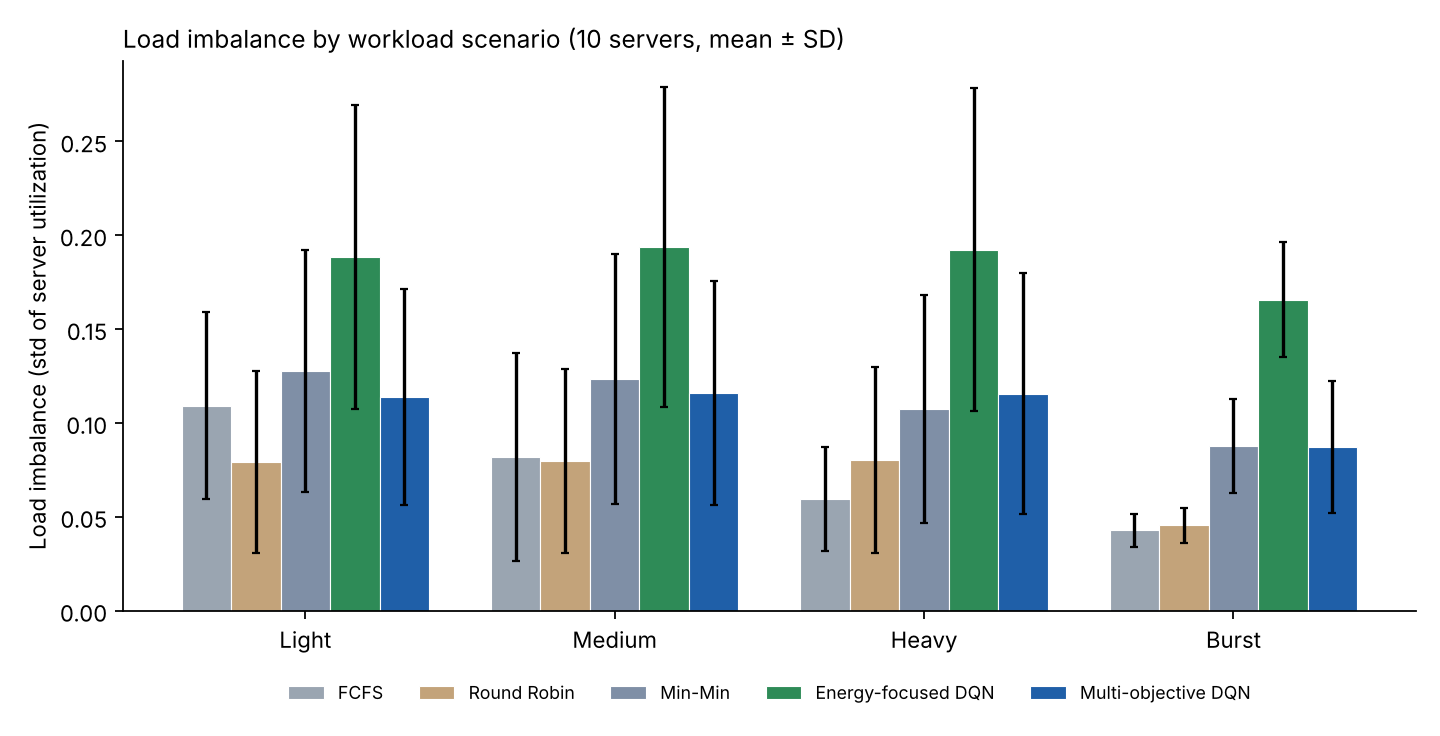 Load imbalance by workload scenario (10 servers, mean ± SD)
Load imbalance (std of server utilization)
0.25
0.20
0.15
0.10
0.05
0.00
Light Medium Heavy Burst
FCFS Round Robin Min-Min Energy-focused DQN Multi-objective DQN